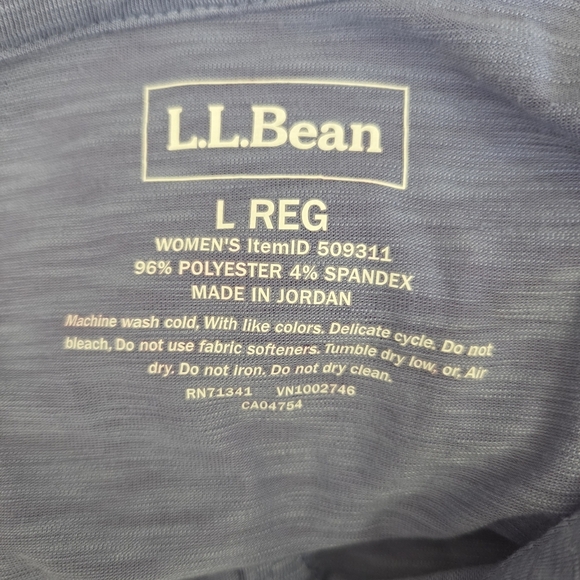 L.L.Bean
L REG
WOMEN'S ItemID 509311
96% POLYESTER 4% SPANDEX
MADE IN JORDAN
Machine wash cold, With like colors. Delicate cycle. Do not
bleach, Do not use fabric softeners. Tumble dry low, or, Air
dry. Do not iron. Do not dry clean.
RN71341 VN1002746
CA04754